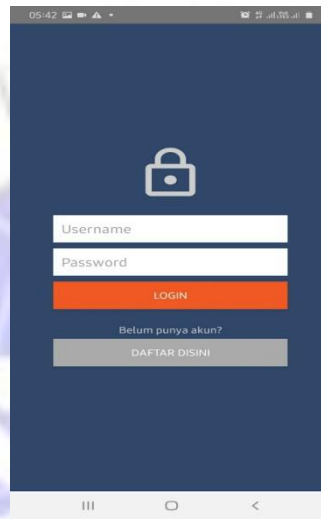 05:42
Username
Password
LOGIN
Belum punya akun?
DAFTAR DISINI